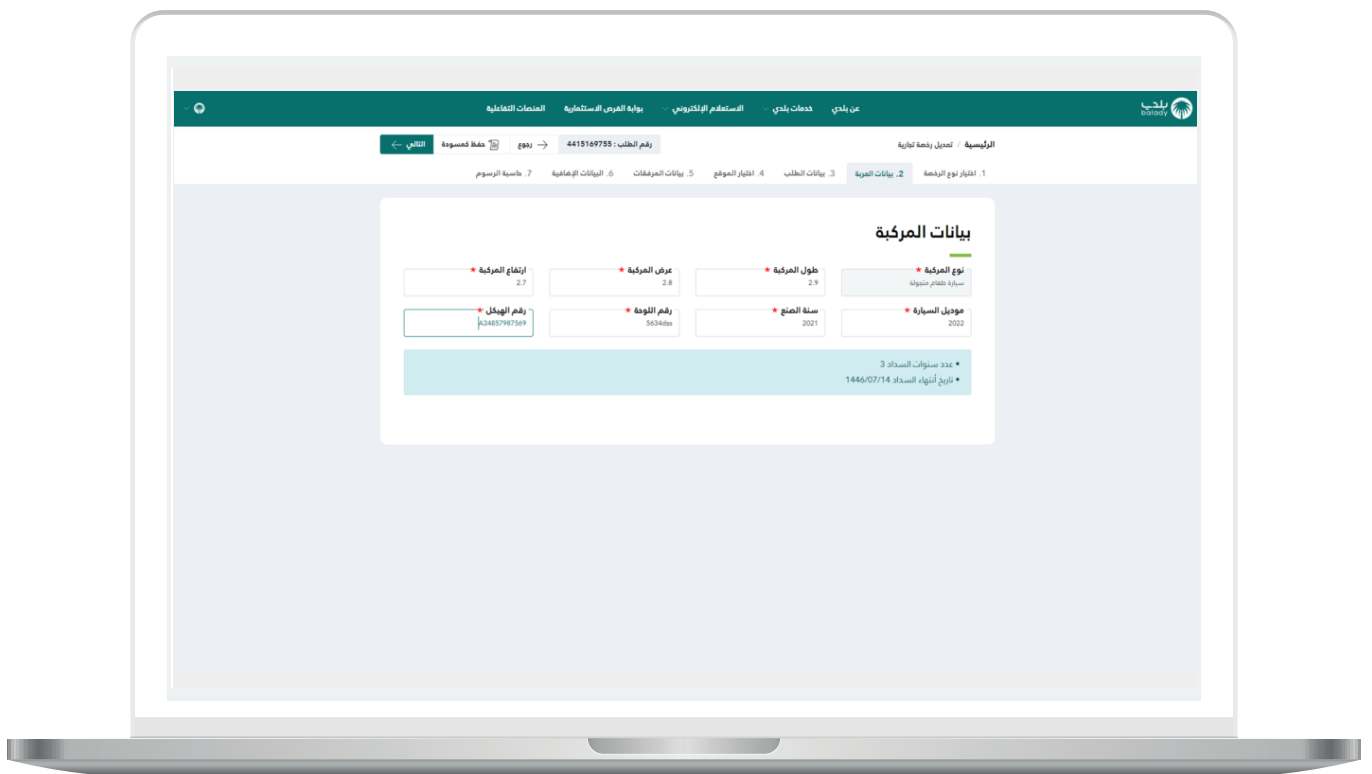 بلدي
balady
عن بلدي خدمات بلدي الاستعلام الإلكتروني بوابة الفرص الاستثمارية المنصات التفاعلية
الرئيسية / تعديل رخصة تجارية
رقم الطلب : 4415169755 رجوع حفظ كمسودة التالي
1. اختيار نوع الرخصة 2. بيانات العربة 3. بيانات الطلب 4. اختيار الموقع 5. بيانات المرفقات 6. البيانات الإضافية 7. حاسبة الرسوم
بيانات المركبة
نوع المركبة * طول المركبة * عرض المركبة * ارتفاع المركبة *
سيارة طعام متجولة 2.9 2.8 2.7
موديل السيارة * سنة الصنع * رقم اللوحة * رقم الهيكل *
2022 2021 5634dss A34857987569
• عدد سنوات السداد 3
• تاريخ أنتهاء السداد 1446/07/14